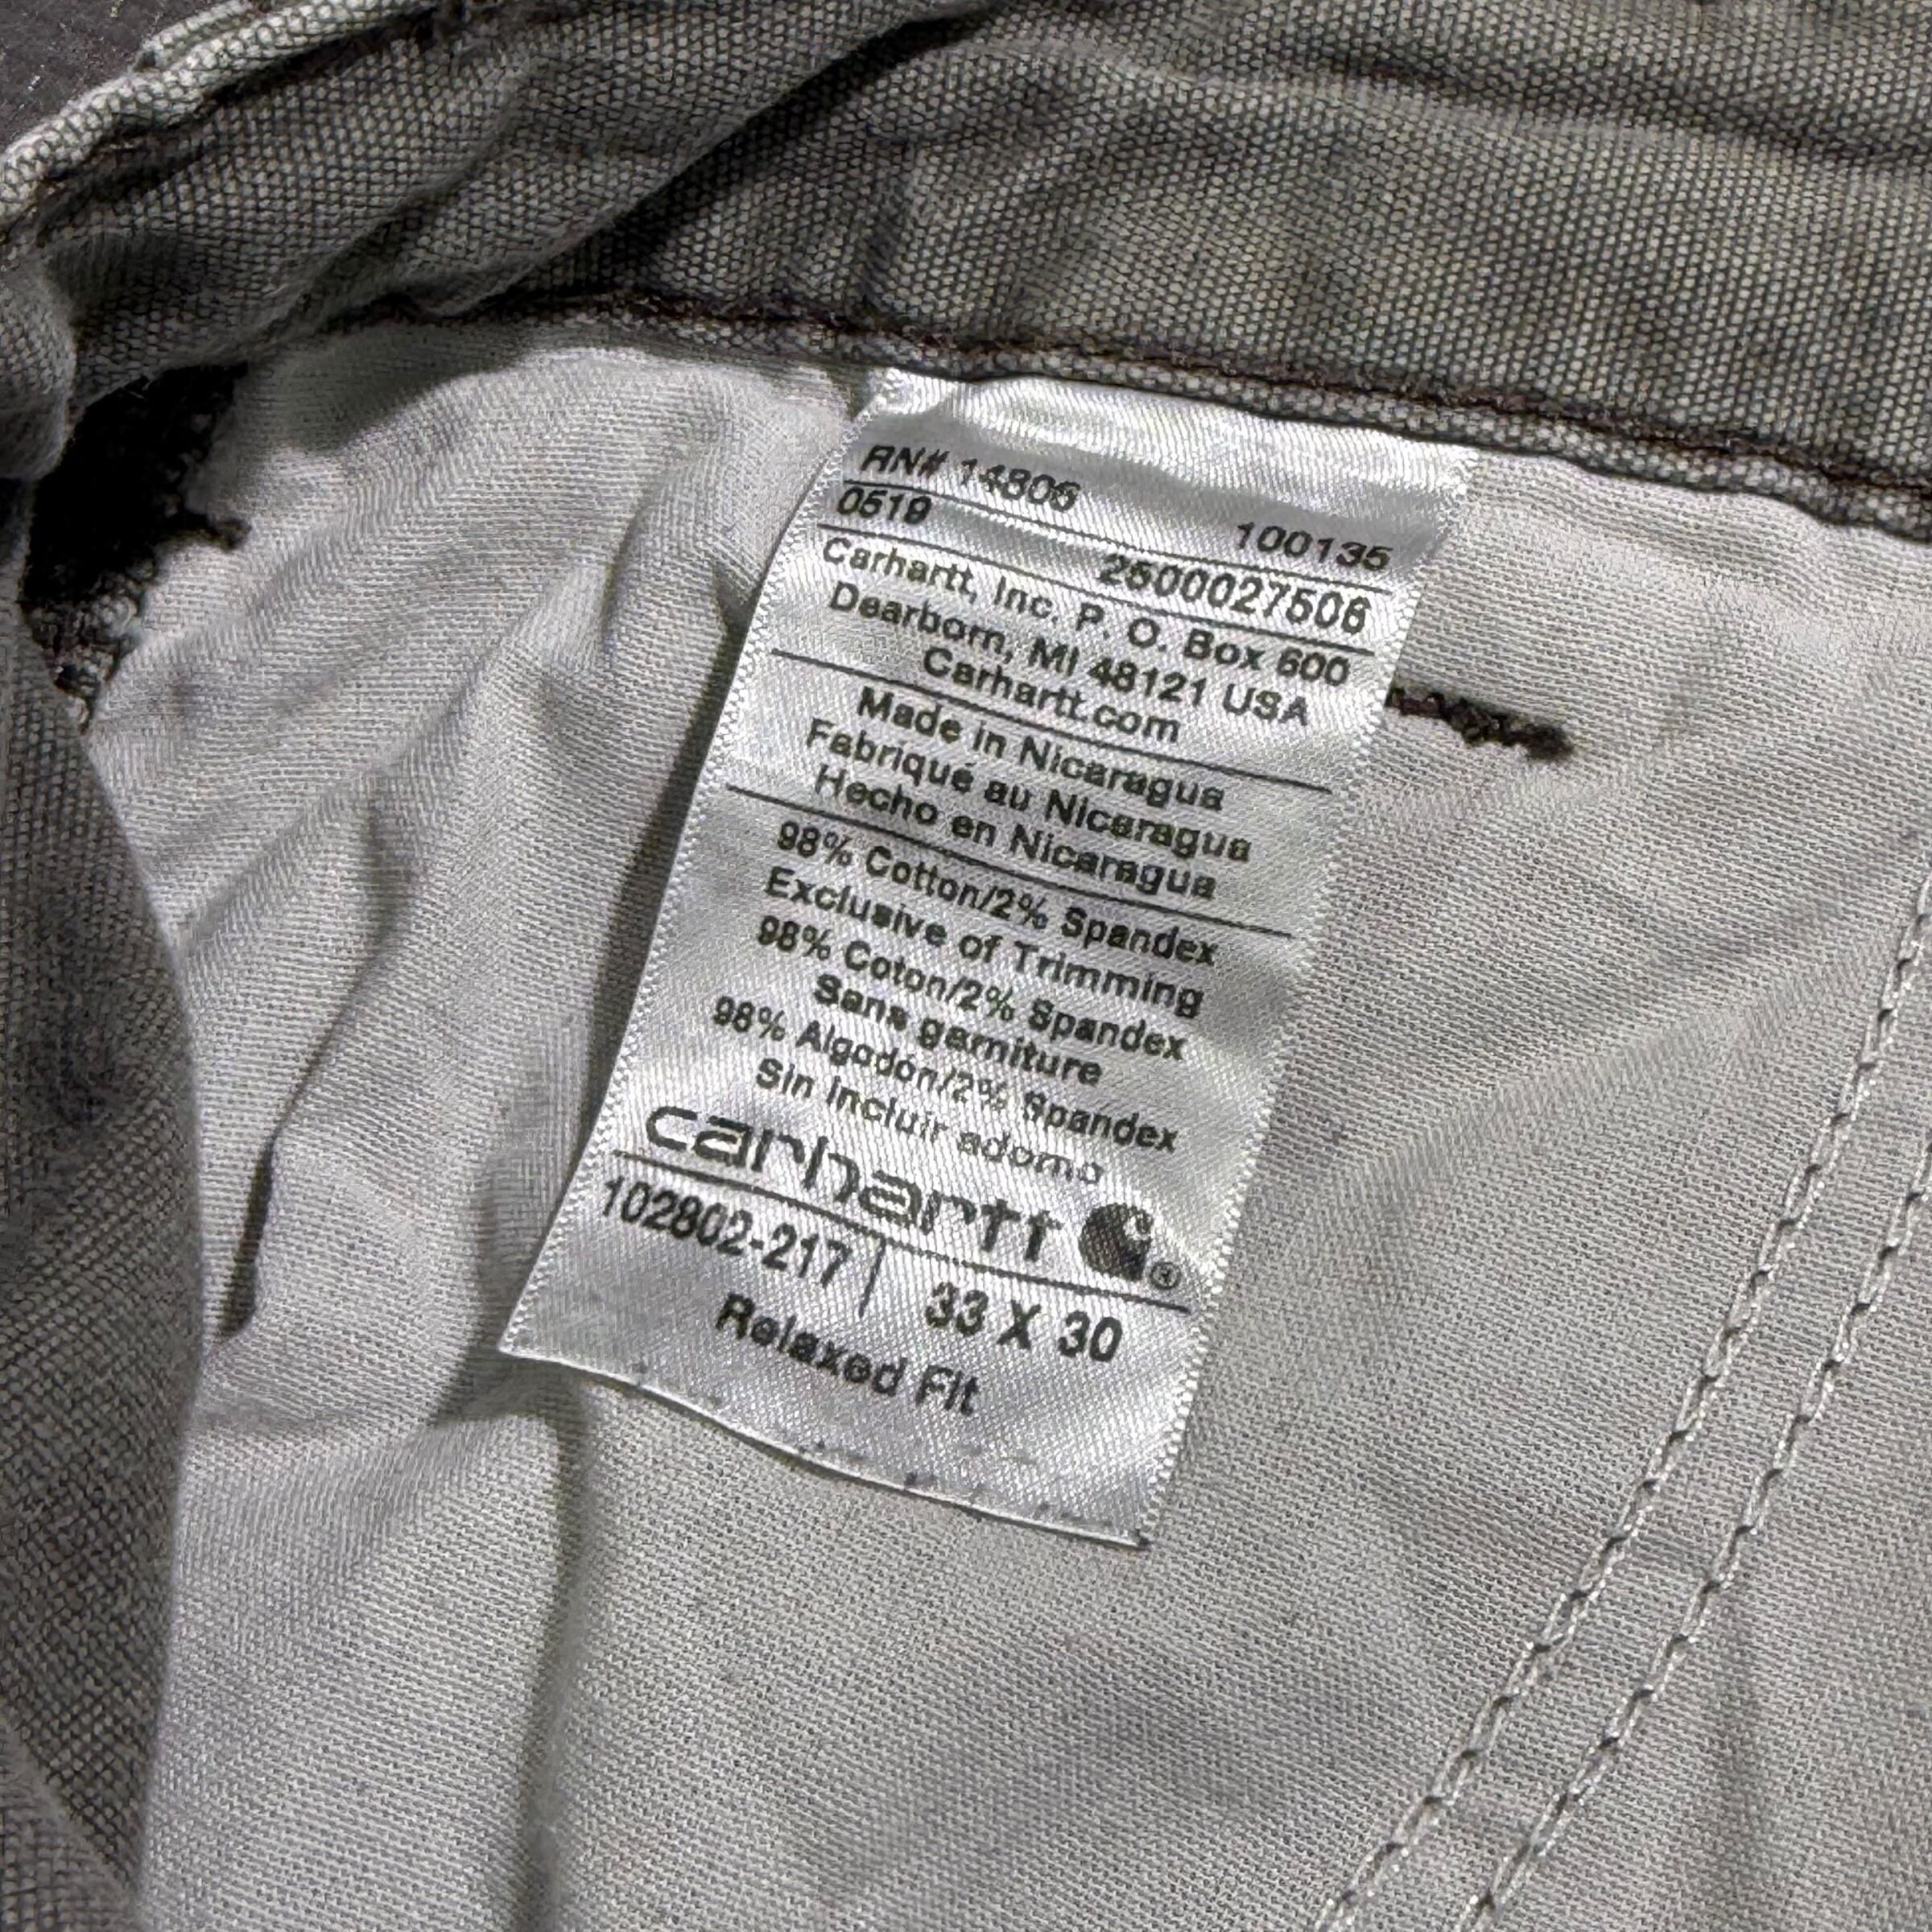 RN# 14806 100135
0519 2500027506
Carhartt, Inc. P. O. Box 600
Dearborn, MI 48121 USA
Carhartt.com
Made in Nicaragua
Fabriqué au Nicaragua
Hecho en Nicaragua
98% Cotton/2% Spandex
Exclusive of Trimming
98% Coton/2% Spandex
Sans garniture
98% Algodón/2% Spandex
Sin incluir adorno
carhartt ®
102802-217 | 33 X 30
Relaxed Fit